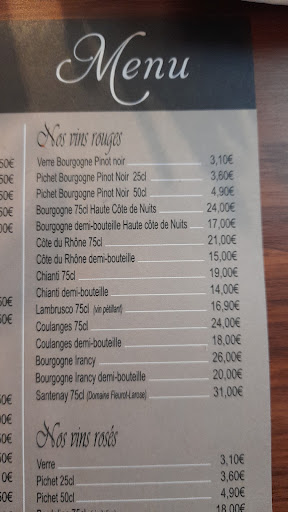 Menu
Nos vins rouges
Verre Bourgogne Pinot noir 3,10€
Pichet Bourgogne Pinot Noir 25cl 3,60€
Pichet Bourgogne Pinot Noir 50cl 4,90€
Bourgogne 75cl Haute Côte de Nuits 24,00€
Bourgogne demi-bouteille Haute côte de Nuits 17,00€
Côte du Rhône 75cl 21,00€
Côte du Rhône demi-bouteille 15,00€
Chianti 75cl 19,00€
Chianti demi-bouteille 14,00€
Lambrusco 75cl (vin pétillant) 16,90€
Coulanges 75cl 24,00€
Coulanges demi-bouteille 18,00€
Bourgogne Irancy 26,00€
Bourgogne Irancy demi-bouteille 20,00€
Santenay 75cl (Domaine Fleurot-Larose) 31,00€
Nos vins rosés
Verre 3,10€
Pichet 25cl 3,60€
Pichet 50cl 4,90€
75cl 18,00€